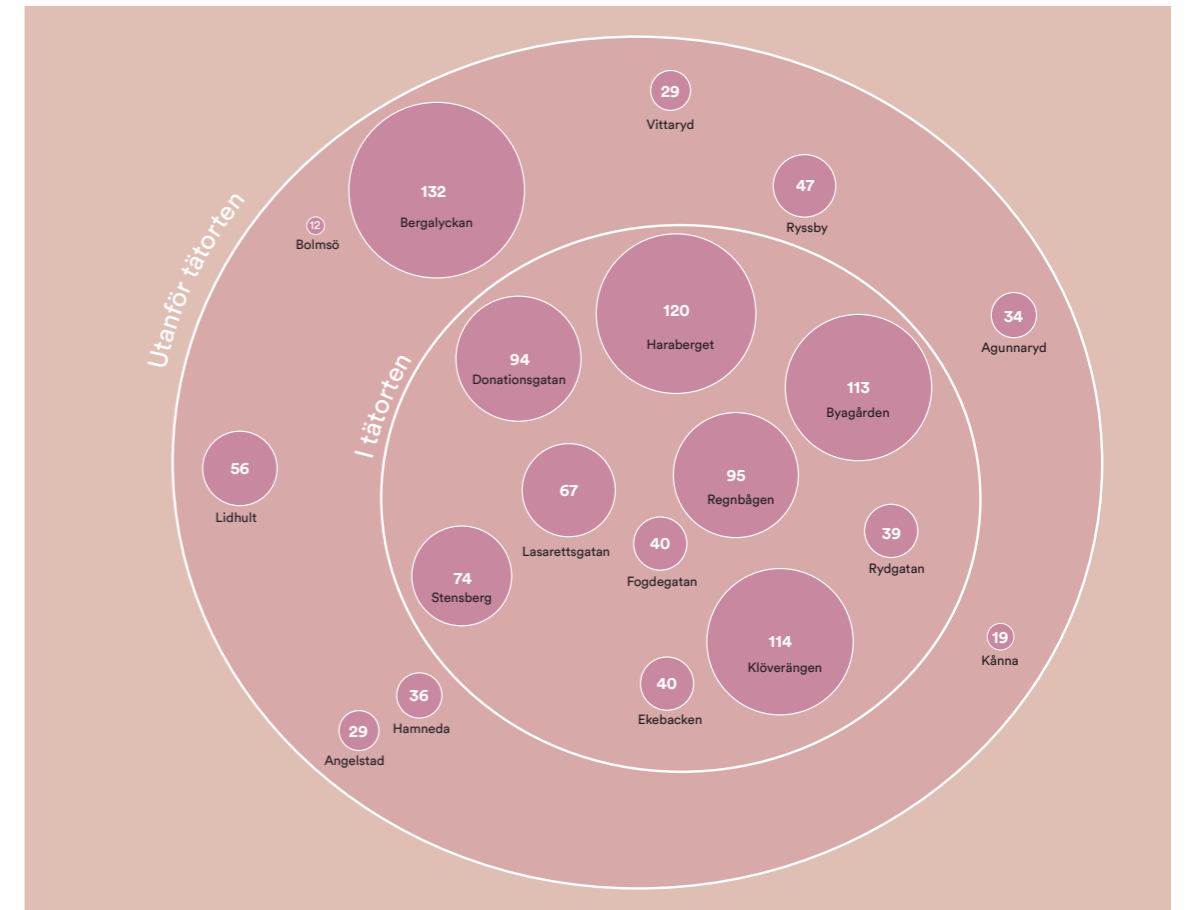 29
Vittaryd
132
Bergalyckan
47
Ryssby
12
Bolmsö
Utanför tätorten
120
Haraberget
34
Agunnaryd
94
Donationsgatan
113
Byagården
I tätorten
56
Lidhult
67
Lasarettsgatan
95
Regnbågen
40
Fogdegatan
39
Rydgatan
74
Stensberg
114
Klöverängen
19
Kånna
40
Ekebacken
36
Hamneda
29
Angelstad